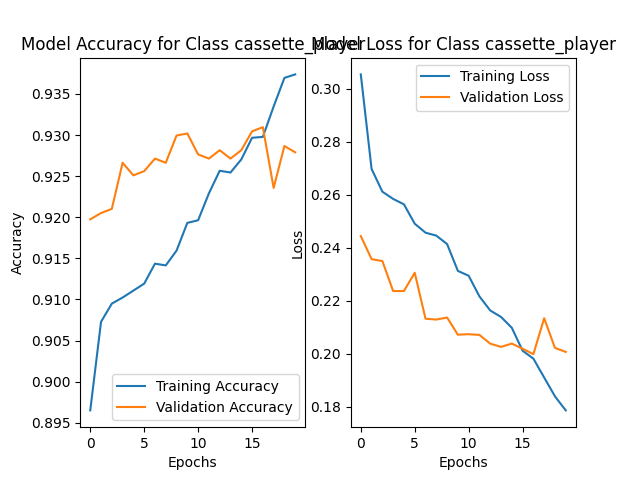 Model Accuracy for Class cassette_player
Model Loss for Class cassette_player
Accuracy
0.935
0.930
0.925
0.920
0.915
0.910
0.905
0.900
0.895
Training Accuracy
Validation Accuracy
0 5 10 15
Epochs
Loss
0.30
0.28
0.26
0.24
0.22
0.20
0.18
Training Loss
Validation Loss
0 5 10 15
Epochs